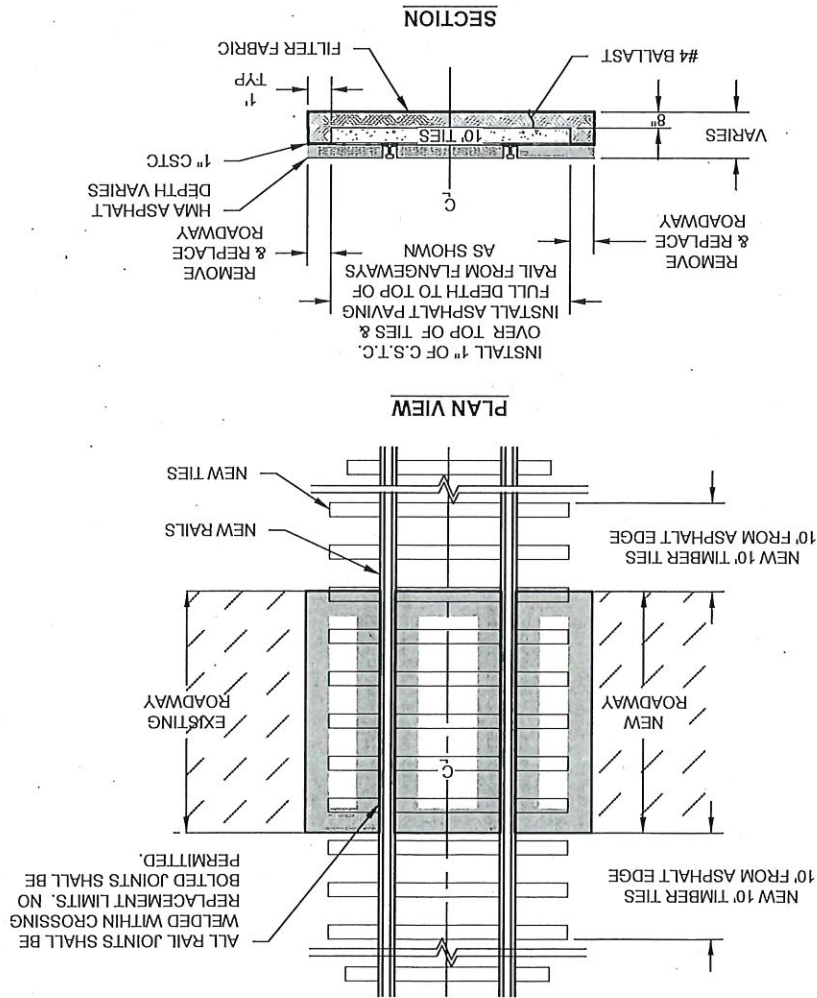 ALL RAIL JOINTS SHALL BE
WELDED WITHIN CROSSING
REPLACEMENT LIMITS. NO
BOLTED JOINTS SHALL BE
PERMITTED.
NEW 10' TIMBER TIES
10' FROM ASPHALT EDGE
EXISTING
ROADWAY
C
L
NEW
ROADWAY
NEW 10' TIMBER TIES
10' FROM ASPHALT EDGE
NEW RAILS
NEW TIES
PLAN VIEW
INSTALL 1" OF C.S.T.C.
OVER TOP OF TIES &
INSTALL ASPHALT PAVING
FULL DEPTH TO TOP OF
RAIL FROM FLANGEWAYS
AS SHOWN
REMOVE
& REPLACE
ROADWAY
REMOVE
& REPLACE
ROADWAY
C
L
HMA ASPHALT
DEPTH VARIES
1" CSTC
10' TIES
VARIES
8"
1'
TYP
#4 BALLAST
FILTER FABRIC
SECTION